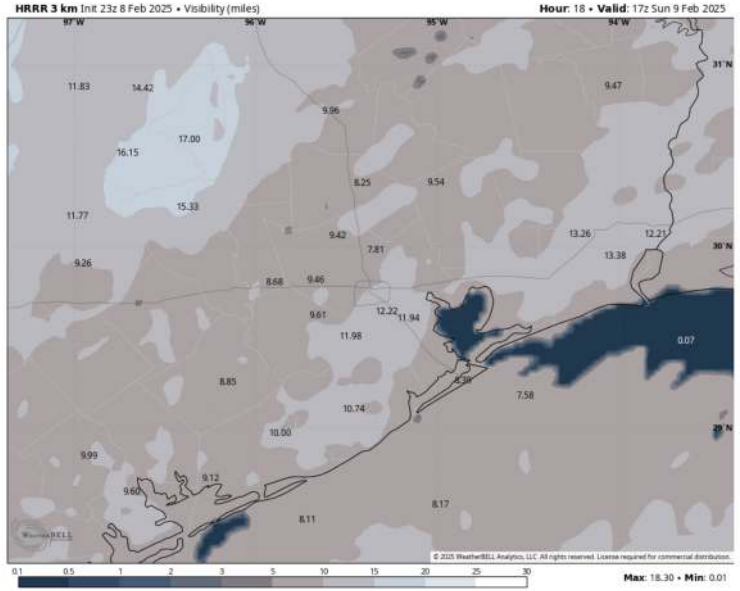 HRRR 3 km Init 23z 8 Feb 2025 • Visibility (miles)
Hour: 18 • Valid: 17z Sun 9 Feb 2025
97°W 96°W 95°W 94°W
31°N
11.83 14.42 9.47
9.96
17.00
16.15
8.25 9.54
15.33
11.77
9.42 13.26 12.21
30°N
7.81
13.38
9.26
8.68 9.46
12.22
9.61 11.94
11.98
0.07
8.85 8.38
7.58
10.74
29°N
10.00
9.99
9.12
9.60
8.17
8.11
WeatherBELL
© 2025 WeatherBELL Analytics, LLC. All rights reserved. License required for commercial distribution.
0.1 0.5 1 2 3 5 10 15 20 25 30
Max: 18.30 • Min: 0.01